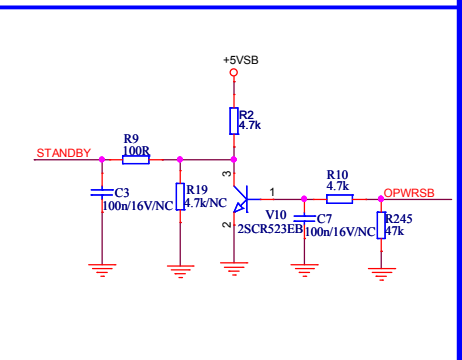 +5VSB
R2
4.7k
R9
100R
STANDBY
C3
100n/16V/NC
R19
4.7k/NC
3
1
2
V10
2SCR523EB
R10
4.7k
OPWRSB
C7
100n/16V/NC
R245
47k